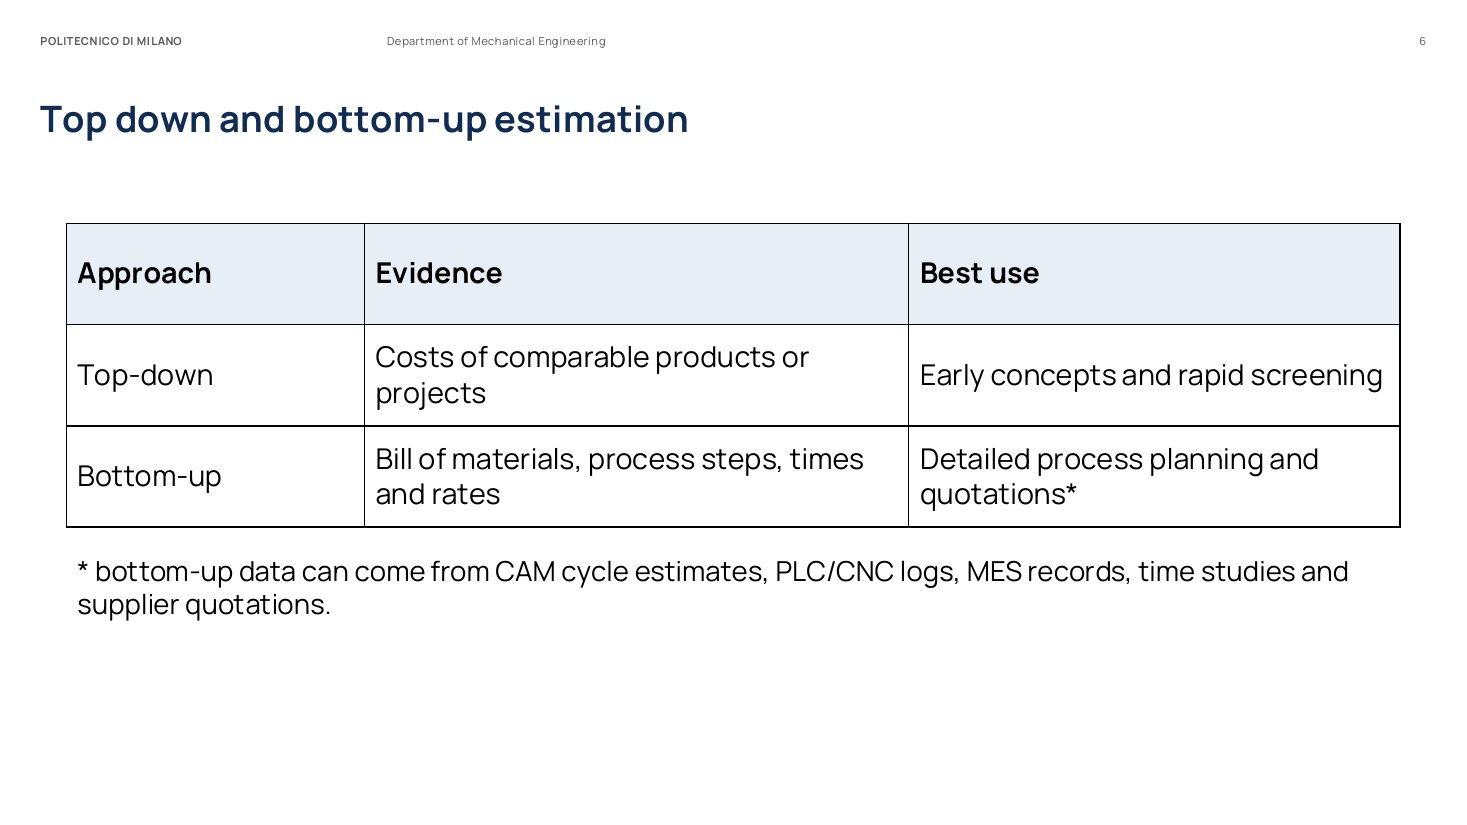 POLITECNICO DI MILANO
Department of Mechanical Engineering
6
Top down and bottom-up estimation
Approach
Evidence
Best use
Top-down
Costs of comparable products or
projects
Early concepts and rapid screening
Bottom-up
Bill of materials, process steps, times
and rates
Detailed process planning and
quotations*
* bottom-up data can come from CAM cycle estimates, PLC/CNC logs, MES records, time studies and
supplier quotations.